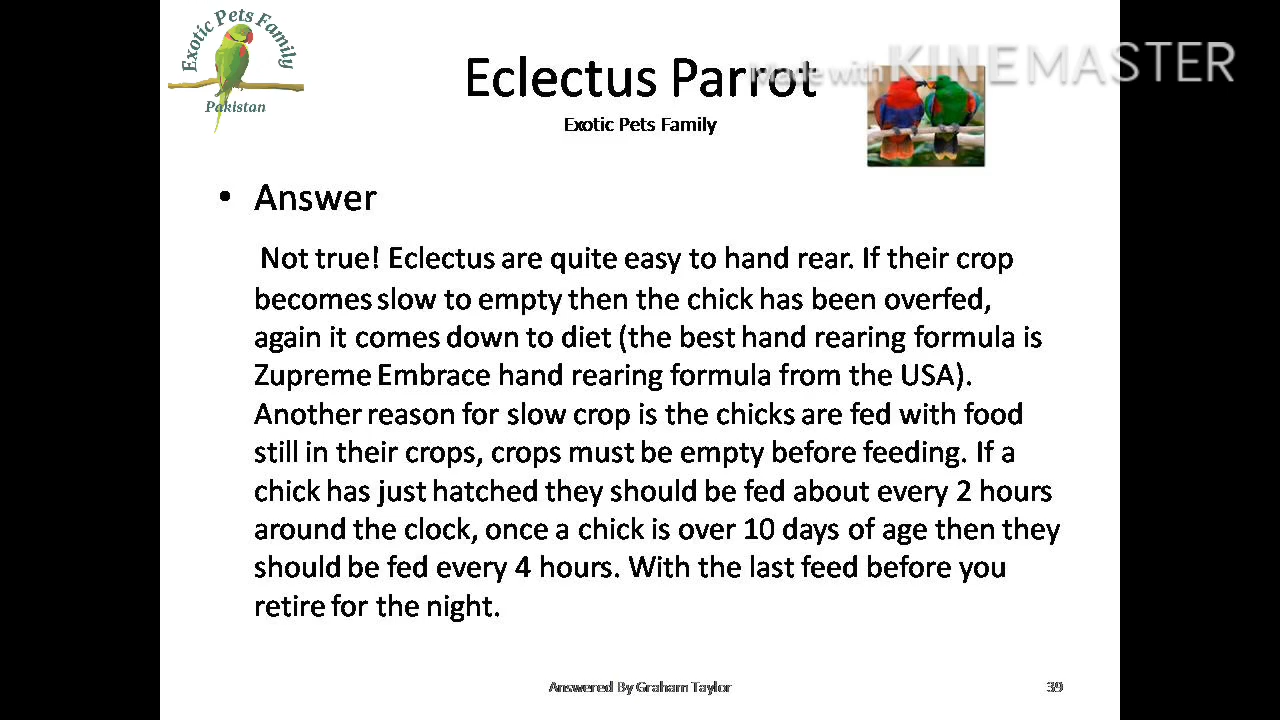 Exotic Pets Family
Pakistan
Eclectus Parrot
Made with KINEMASTER
Exotic Pets Family
• Answer
Not true! Eclectus are quite easy to hand rear. If their crop
becomes slow to empty then the chick has been overfed,
again it comes down to diet (the best hand rearing formula is
Zupreme Embrace hand rearing formula from the USA).
Another reason for slow crop is the chicks are fed with food
still in their crops, crops must be empty before feeding. If a
chick has just hatched they should be fed about every 2 hours
around the clock, once a chick is over 10 days of age then they
should be fed every 4 hours. With the last feed before you
retire for the night.
Answered By Graham Taylor
39